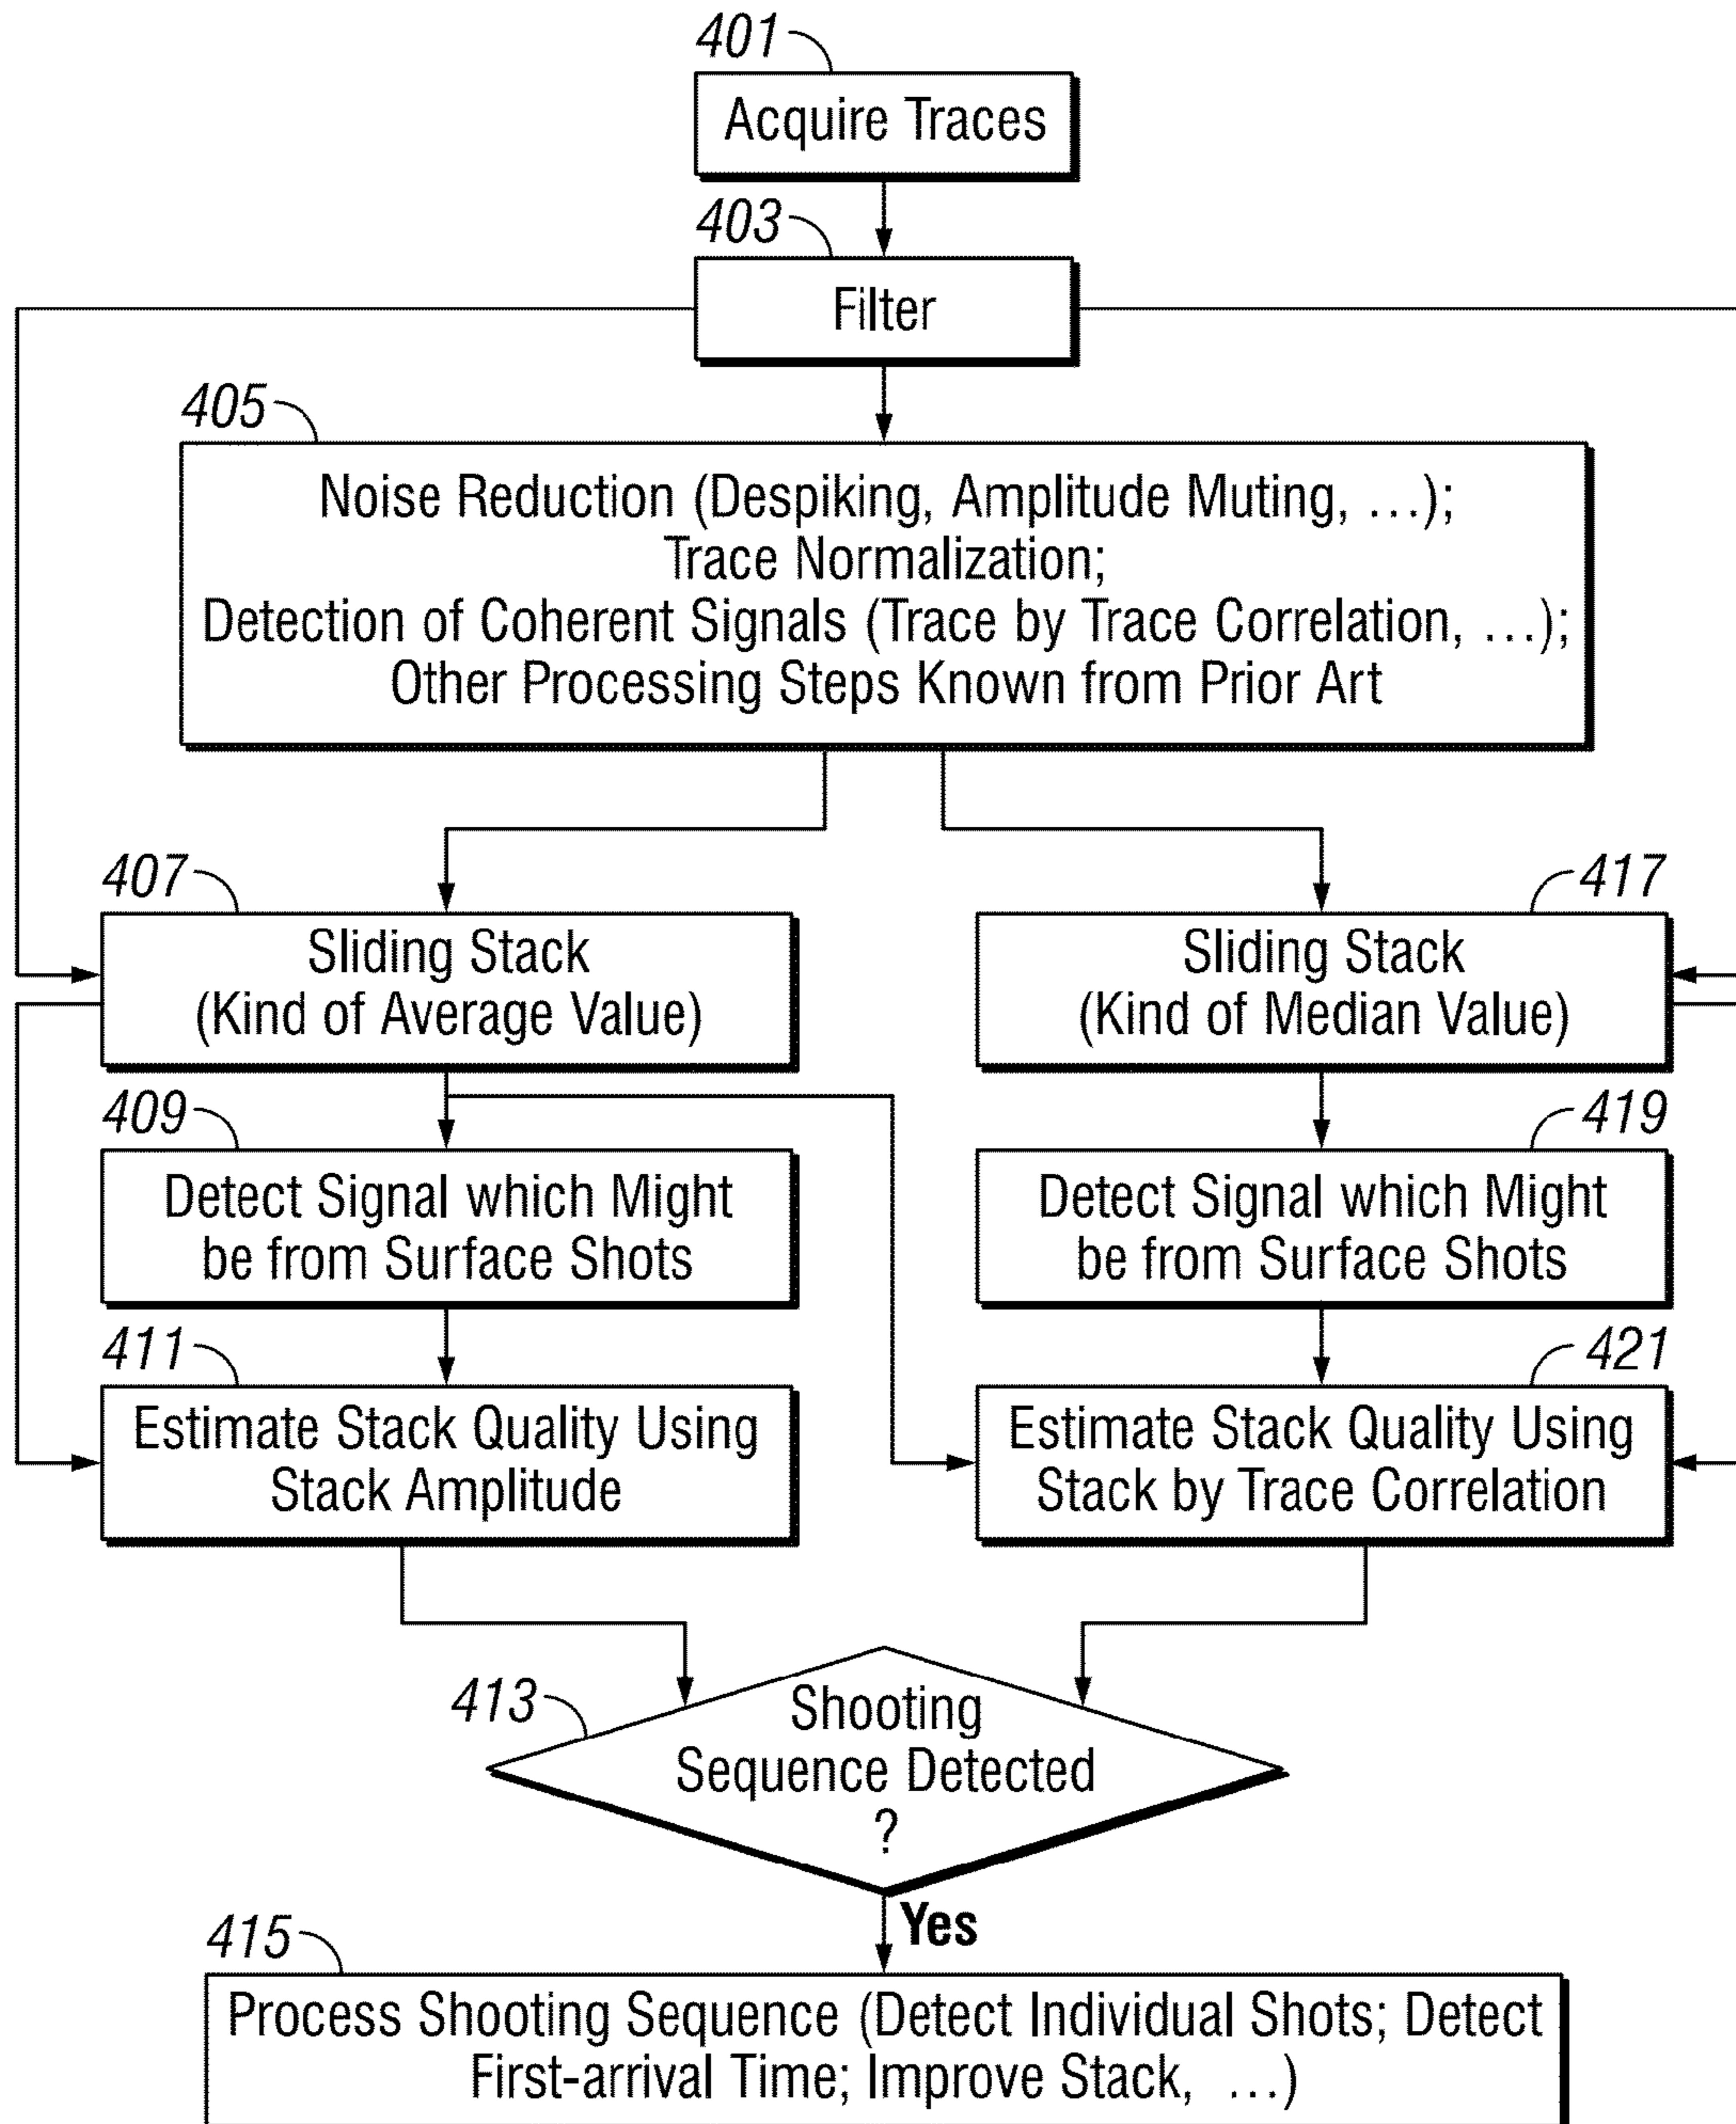 401
Acquire Traces
403
Filter
405
Noise Reduction (Despiking, Amplitude Muting, ...);
Trace Normalization;
Detection of Coherent Signals (Trace by Trace Correlation, ...);
Other Processing Steps Known from Prior Art
407
Sliding Stack
(Kind of Average Value)
417
Sliding Stack
(Kind of Median Value)
409
Detect Signal which Might
be from Surface Shots
419
Detect Signal which Might
be from Surface Shots
411
Estimate Stack Quality Using
Stack Amplitude
421
Estimate Stack Quality Using
Stack by Trace Correlation
413
Shooting
Sequence Detected
?
Yes
415
Process Shooting Sequence (Detect Individual Shots; Detect
First-arrival Time; Improve Stack, ...)